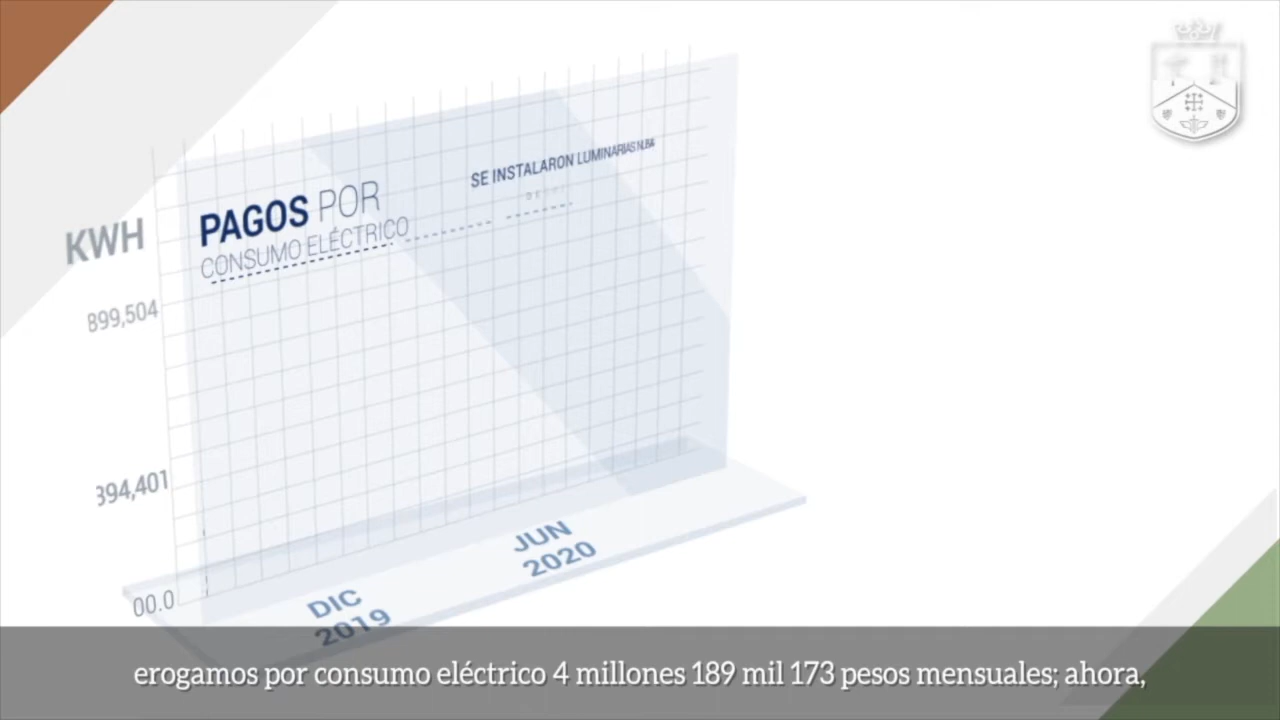 KWH
PAGOS POR
CONSUMO ELÉCTRICO
SE INSTALARON LUMINARIAS
899,504
394,401
00.0
DIC
2019
JUN
2020
erogamos por consumo eléctrico 4 millones 189 mil 173 pesos mensuales; ahora,